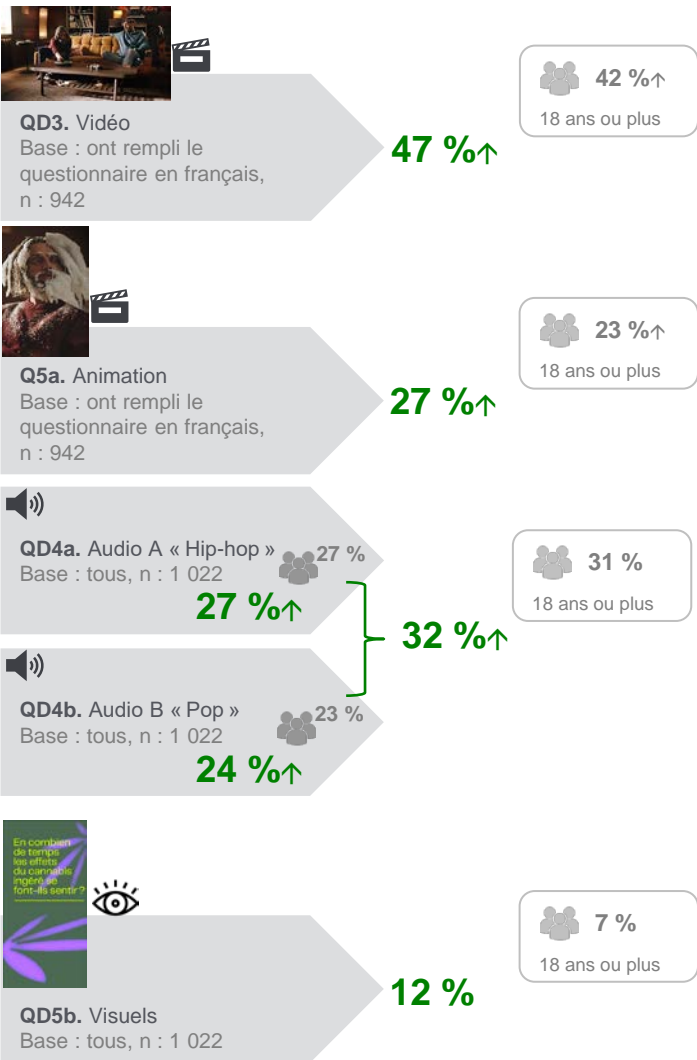 QD3. Vidéo
Base : ont rempli le
questionnaire en français,
n : 942
47 %↑
42 %↑
18 ans ou plus
Q5a. Animation
Base : ont rempli le
questionnaire en français,
n : 942
27 %↑
23 %↑
18 ans ou plus
QD4a. Audio A « Hip-hop »
Base : tous, n : 1 022
27 %
27 %↑
32 %↑
31 %
18 ans ou plus
QD4b. Audio B « Pop »
Base : tous, n : 1 022
23 %
24 %↑
En combien
de temps
les effets
du cannabis
ingéré se
font-ils sentir ?
QD5b. Visuels
Base : tous, n : 1 022
12 %
7 %
18 ans ou plus